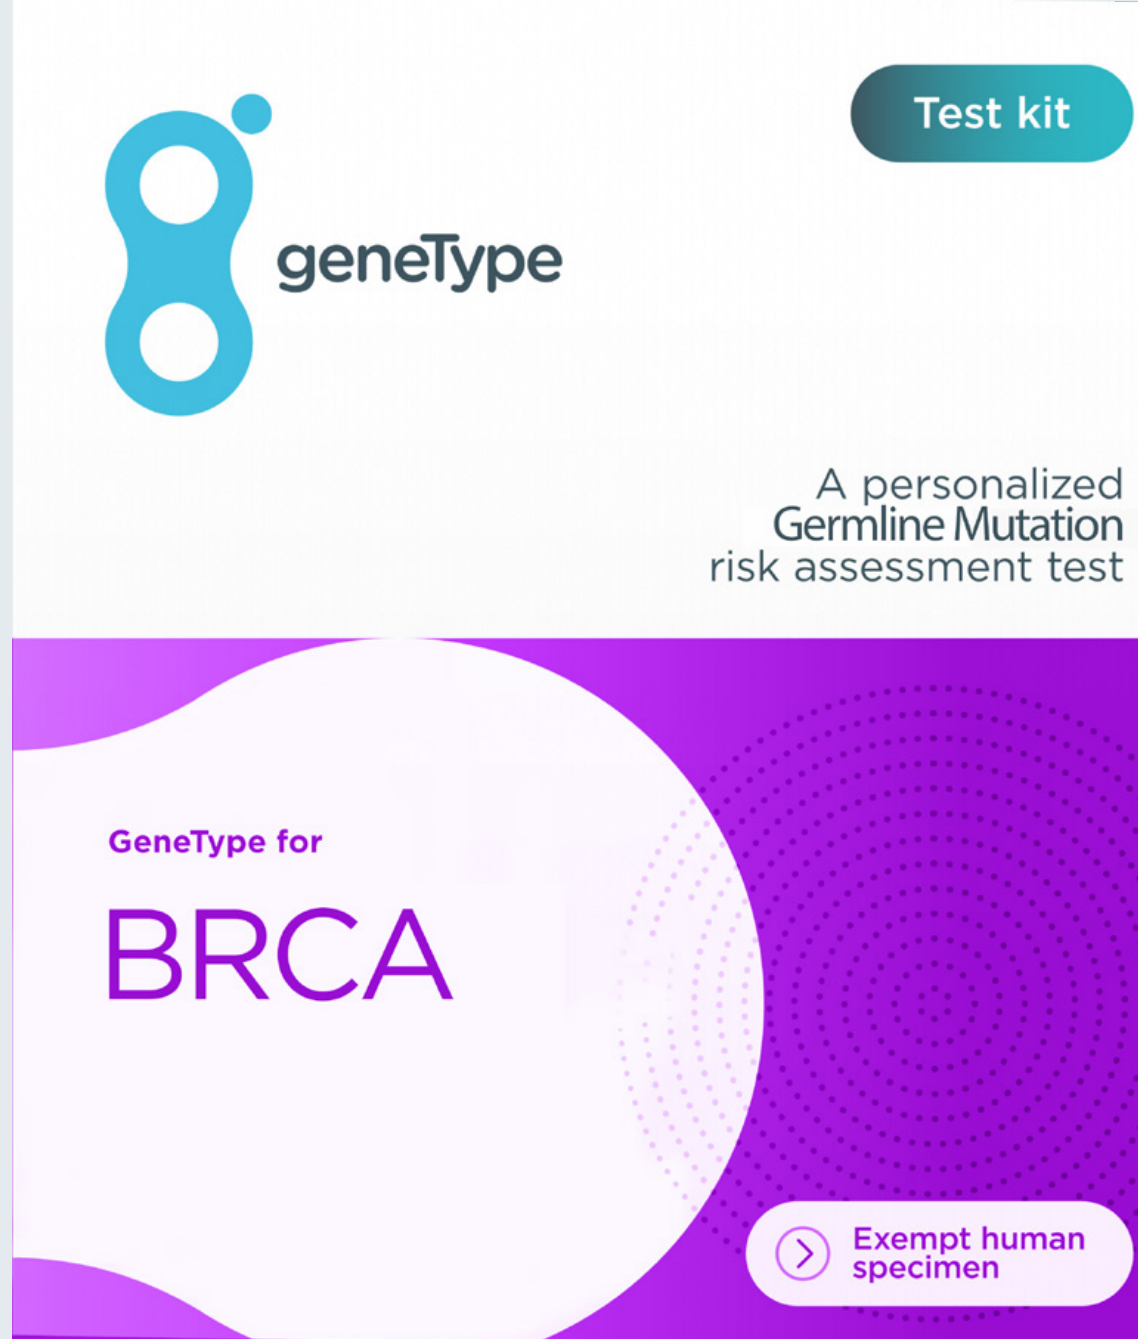 Test kit
geneType
A personalized
Germline Mutation
risk assessment test
GeneType for
BRCA
Exempt human
specimen